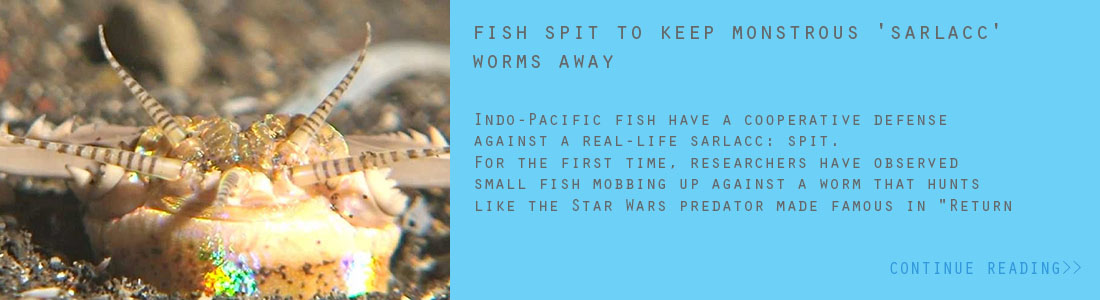 FISH SPIT TO KEEP MONSTROUS 'SARLACC'
WORMS AWAY
INDO-PACIFIC FISH HAVE A COOPERATIVE DEFENSE
AGAINST A REAL-LIFE SARLACC: SPIT.
FOR THE FIRST TIME, RESEARCHERS HAVE OBSERVED
SMALL FISH MOBBING UP AGAINST A WORM THAT HUNTS
LIKE THE STAR WARS PREDATOR MADE FAMOUS IN "RETURN
CONTINUE READING>>